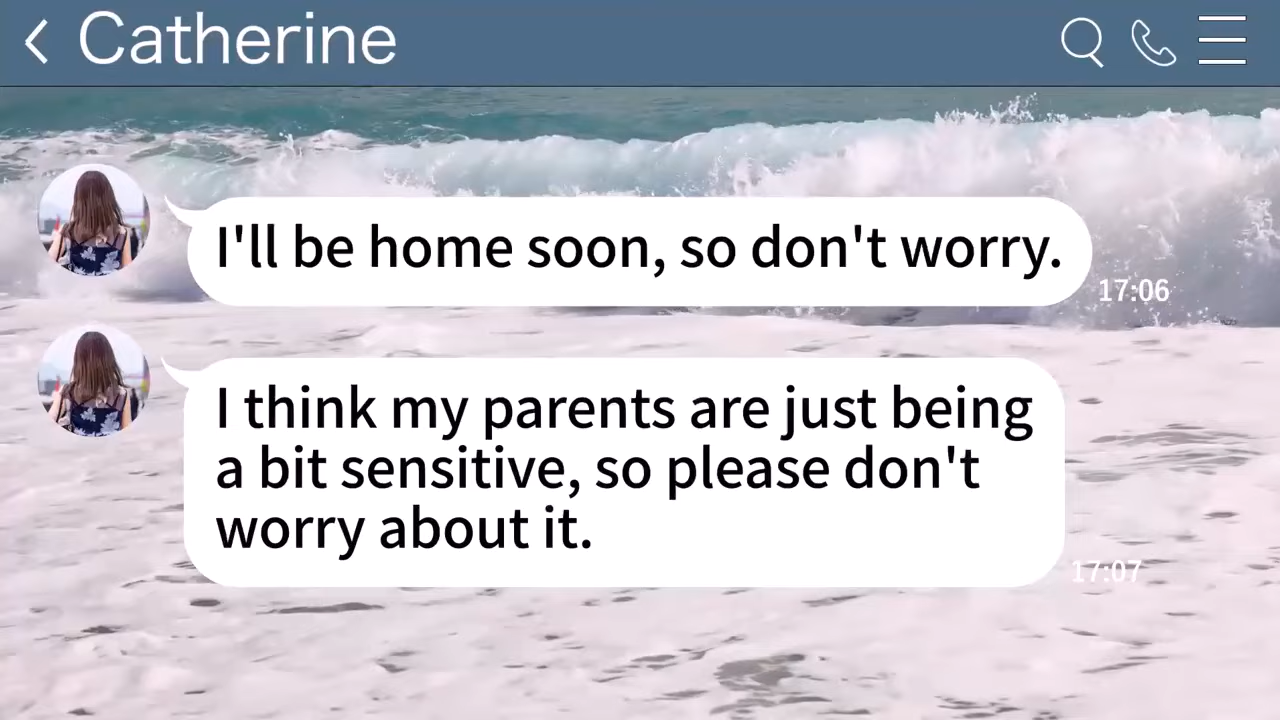 Catherine
I'll be home soon, so don't worry.
17:06
I think my parents are just being
a bit sensitive, so please don't
worry about it.
17:07